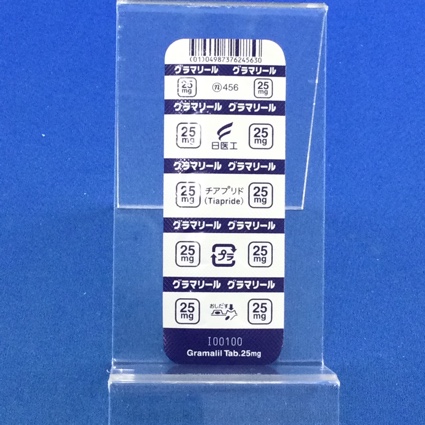 (01)04987376245630
グラマリール グラマリール
25 mg 456 25 mg
グラマリール グラマリール
25 mg 日医工 25 mg
グラマリール グラマリール
25 mg チアプリド 25 mg
(Tiapride)
グラマリール グラマリール
25 mg プラ 25 mg
グラマリール グラマリール
25 mg おしだす 25 mg
I00100
Gramalil Tab.25mg